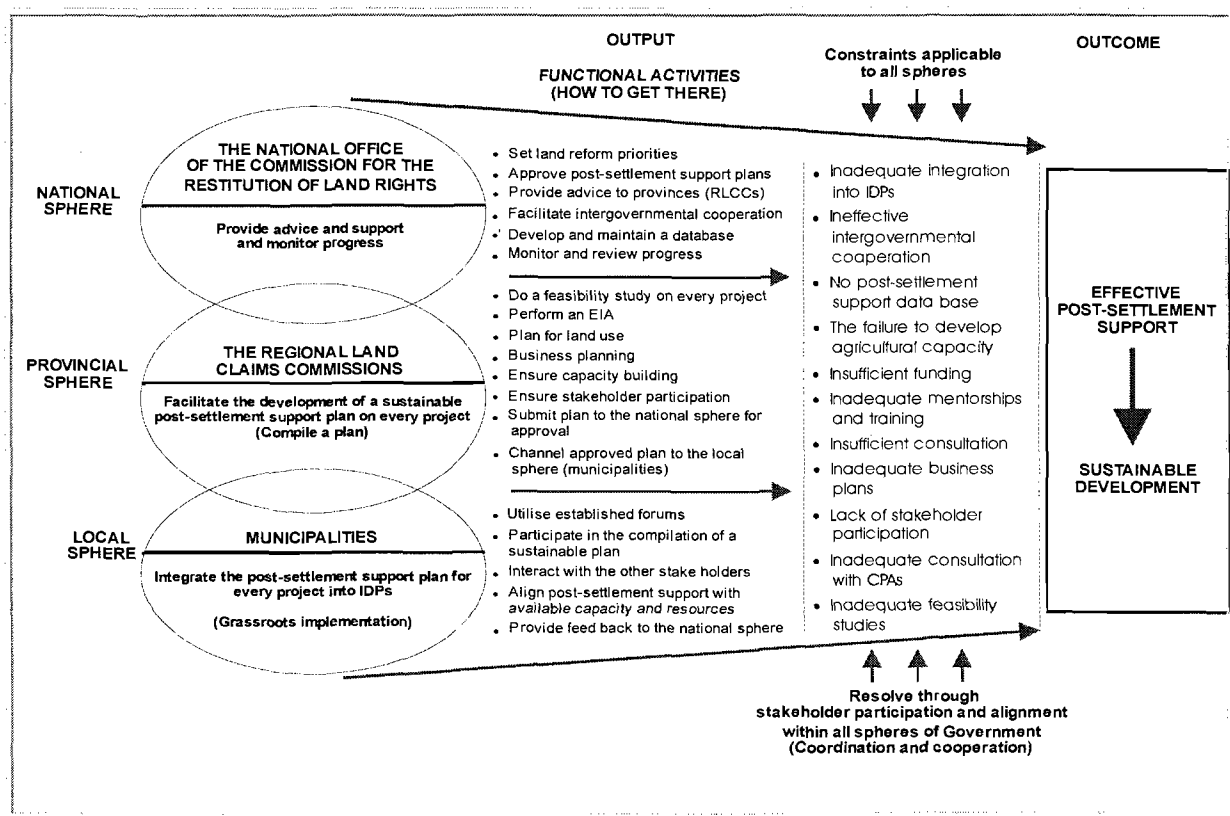 OUTPUT
FUNCTIONAL ACTIVITIES
(HOW TO GET THERE)
Constraints applicable
to all spheres
OUTCOME
NATIONAL
SPHERE
THE NATIONAL OFFICE
OF THE COMMISSION FOR THE
RESTITUTION OF LAND RIGHTS
Provide advice and support
and monitor progress
• Set land reform priorities
• Approve post-settlement support plans
• Provide advice to provinces (RLCCs)
• Facilitate intergovernmental cooperation
• Develop and maintain a database
• Monitor and review progress
PROVINCIAL
SPHERE
THE REGIONAL LAND
CLAIMS COMMISSIONS
Facilitate the development of a sustainable
post-settlement support plan on every project
(Compile a plan)
• Do a feasibility study on every project
• Perform an EIA
• Plan for land use
• Business planning
• Ensure capacity building
• Ensure stakeholder participation
• Submit plan to the national sphere for
approval
• Channel approved plan to the local
sphere (municipalities)
LOCAL
SPHERE
MUNICIPALITIES
Integrate the post-settlement support plan for
every project into IDPs
(Grassroots implementation)
• Utilise established forums
• Participate in the compilation of a
sustainable plan
• Interact with the other stake holders
• Align post-settlement support with
available capacity and resources
• Provide feed back to the national sphere
• Inadequate integration
into IDPs
• Ineffective
intergovernmental
cooperation
• No post-settlement
support data base
• The failure to develop
agricultural capacity
• Insufficient funding
• Inadequate mentorships
and training
• Insufficient consultation
• Inadequate business
plans
• Lack of stakeholder
participation
• Inadequate consultation
with CPAs
• Inadequate feasibility
studies
EFFECTIVE
POST-SETTLEMENT
SUPPORT
SUSTAINABLE
DEVELOPMENT
Resolve through
stakeholder participation and alignment
within all spheres of Government
(Coordination and cooperation)